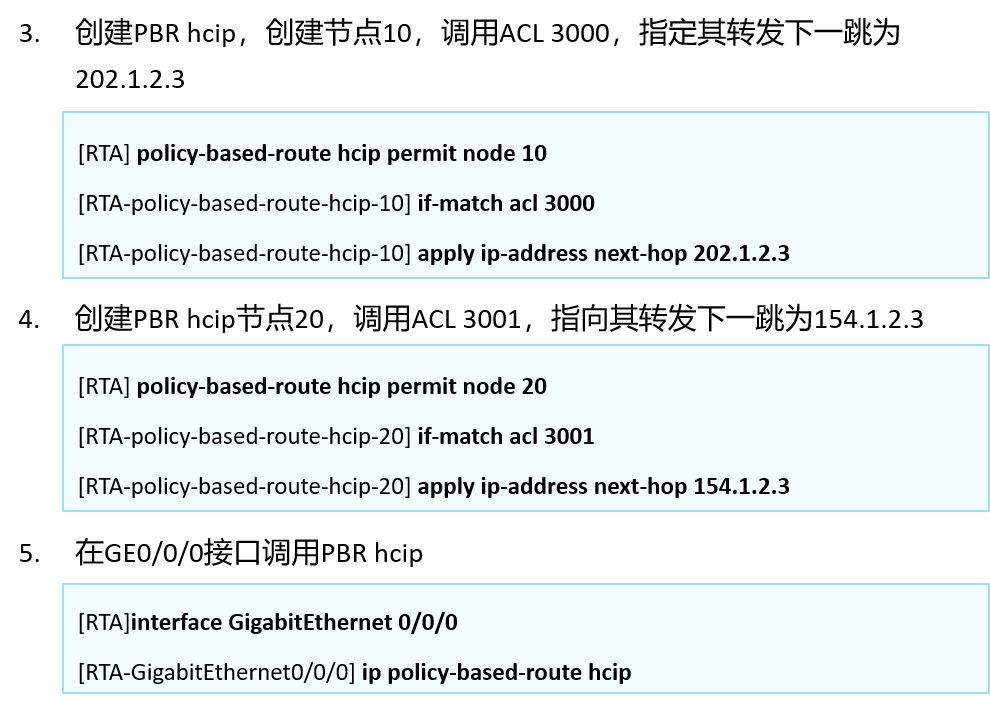 3. 创建PBR hcip，创建节点10，调用ACL 3000，指定其转发下一跳为
202.1.2.3
[RTA] policy-based-route hcip permit node 10
[RTA-policy-based-route-hcip-10] if-match acl 3000
[RTA-policy-based-route-hcip-10] apply ip-address next-hop 202.1.2.3
4. 创建PBR hcip节点20，调用ACL 3001，指向其转发下一跳为154.1.2.3
[RTA] policy-based-route hcip permit node 20
[RTA-policy-based-route-hcip-20] if-match acl 3001
[RTA-policy-based-route-hcip-20] apply ip-address next-hop 154.1.2.3
5. 在GE0/0/0接口调用PBR hcip
[RTA]interface GigabitEthernet 0/0/0
[RTA-GigabitEthernet0/0/0] ip policy-based-route hcip